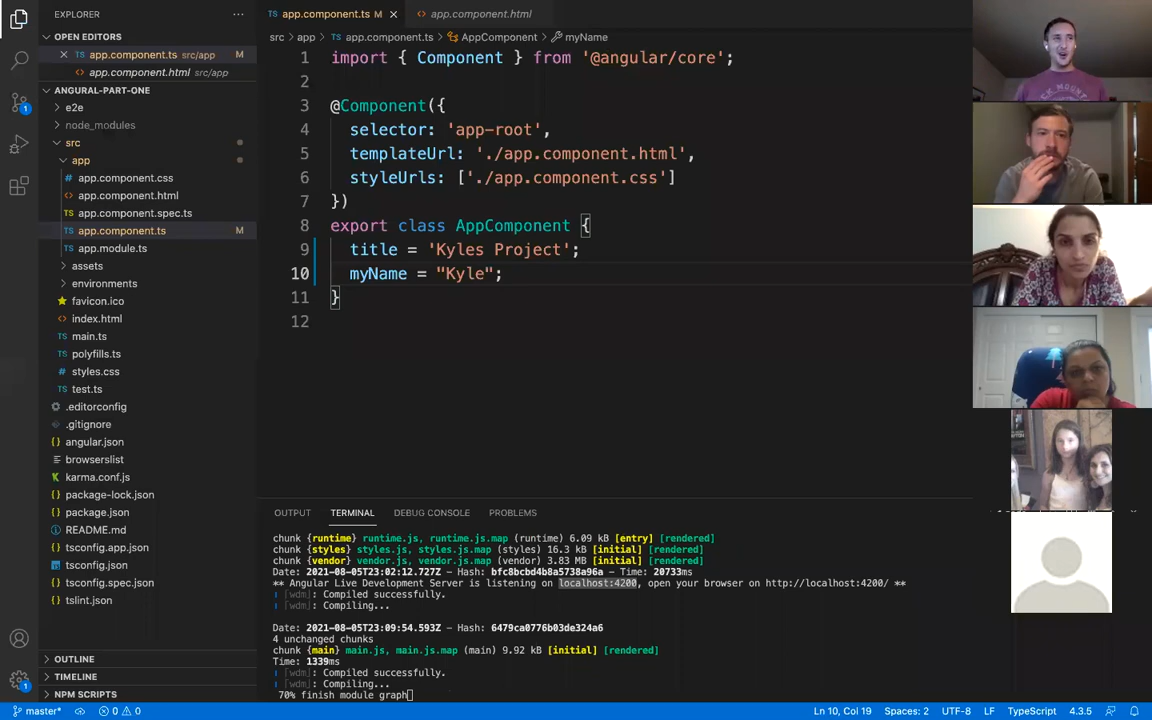 EXPLORER
OPEN EDITORS
app.component.ts src/app M
app.component.html src/app
ANGURAL-PART-ONE
e2e
node_modules
src
app
app.component.css
app.component.html
app.component.spec.ts
app.component.ts M
app.module.ts
assets
environments
favicon.ico
index.html
main.ts
polyfills.ts
styles.css
test.ts
.editorconfig
.gitignore
angular.json
browserslist
karma.conf.js
package-lock.json
package.json
README.md
tsconfig.app.json
tsconfig.json
tsconfig.spec.json
tslint.json
OUTLINE
TIMELINE
NPM SCRIPTS
TS app.component.ts M
app.component.html
src > app > TS app.component.ts > AppComponent > myName
1 import { Component } from '@angular/core';
2
3 @Component({
4 selector: 'app-root',
5 templateUrl: './app.component.html',
6 styleUrls: ['./app.component.css']
7 })
8 export class AppComponent {
9 title = 'Kyles Project';
10 myName = "Kyle";
11 }
12
OUTPUT TERMINAL DEBUG CONSOLE PROBLEMS
chunk {runtime} runtime.js, runtime.js.map (runtime) 6.09 kB [entry] [rendered]
chunk {styles} styles.js, styles.js.map (styles) 16.3 kB [initial] [rendered]
chunk {vendor} vendor.js, vendor.js.map (vendor) 3.83 MB [initial] [rendered]
Date: 2021-08-05T23:02:12.727Z - Hash: bfc8bcbd4b8a5738a96a - Time: 20733ms
** Angular Live Development Server is listening on localhost:4200, open your browser on http://localhost:4200/ **
ℹ ｢wdm｣: Compiled successfully.
ℹ ｢wdm｣: Compiling...
Date: 2021-08-05T23:09:54.593Z - Hash: 6479ca0776b03de324a6
4 unchanged chunks
chunk {main} main.js, main.js.map (main) 9.92 kB [initial] [rendered]
Time: 1339ms
ℹ ｢wdm｣: Compiled successfully.
ℹ ｢wdm｣: Compiling...
70% finish module graph
master* 0 0 Ln 10, Col 19 Spaces: 2 UTF-8 LF TypeScript 4.3.5